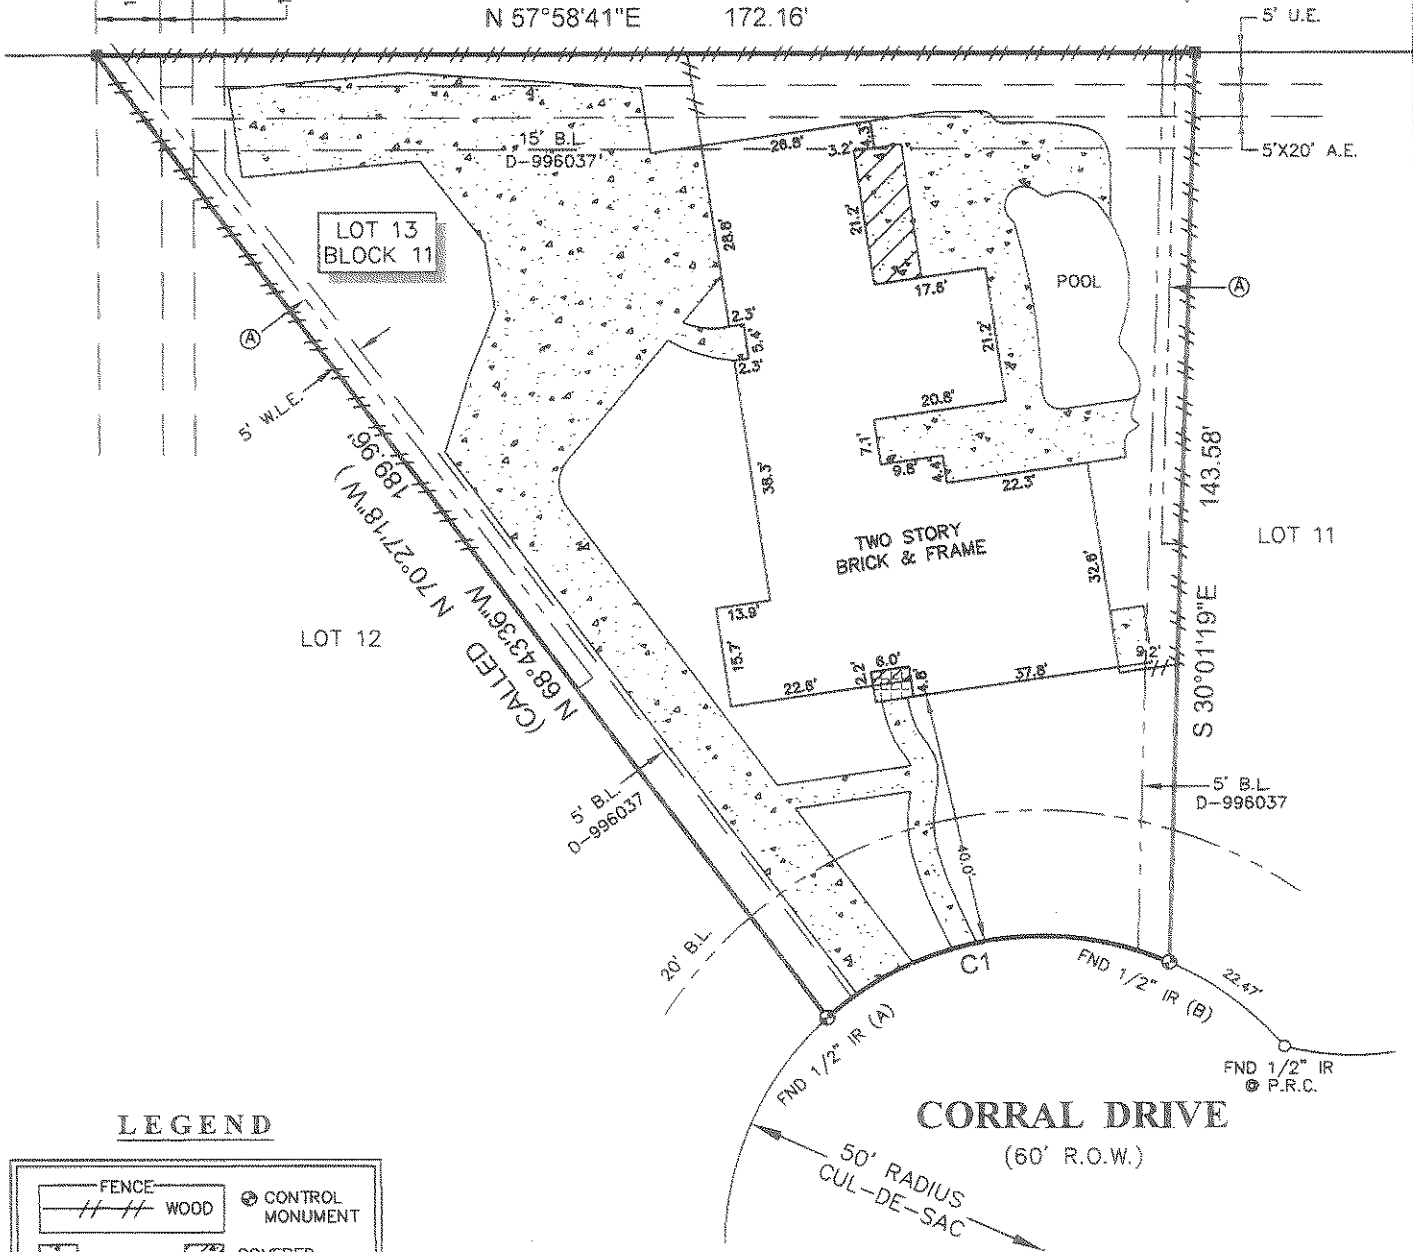 N 57°58'41"E 172.16'
5' U.E.
15' B.L
D-996037
28.8'
4.3'
3.2'
5'X20' A.E.
LOT 13
BLOCK 11
28.8'
21.2'
17.6'
POOL
A
A
2.3'
5.4'
2.3'
21.2'
5' W.L.E.
20.8'
7.1'
9.8'
4.4'
22.3'
189.96'
N 70°27'18"W)
N 68°43'36"W
(CALLED
38.3'
143.58'
S 30°01'19"E
LOT 11
TWO STORY
BRICK & FRAME
32.6'
LOT 12
13.9'
15.7'
22.6'
2.2'
6.0'
4.8'
37.8'
9.2'
5' B.L.
D-996037
5' B.L
D-996037
40.0'
20' B.L.
C1
FND 1/2" IR (A)
FND 1/2" IR (B)
22.47'
FND 1/2" IR
@ P.R.C.
CORRAL DRIVE
(60' R.O.W.)
50' RADIUS
CUL-DE-SAC
LEGEND
FENCE
WOOD
CONTROL
MONUMENT